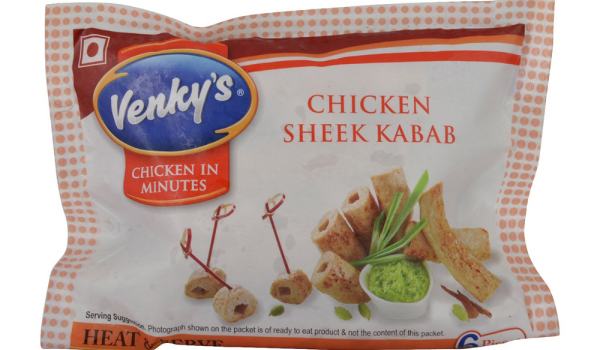 Venky's®
CHICKEN IN
MINUTES
CHICKEN
SHEEK KABAB
Serving Suggestion. Photograph shown on the packet is of ready to eat product & not the content of this packet.
HEAT
6